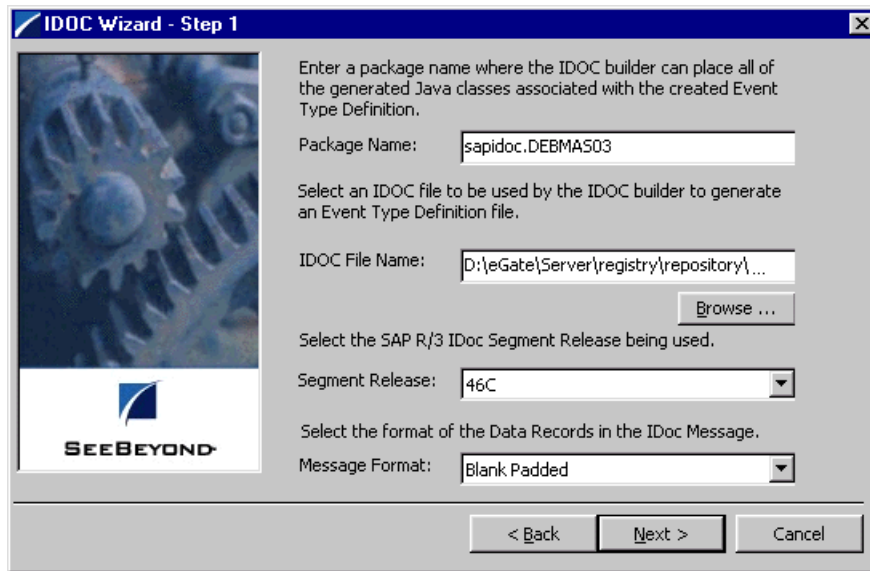 IDOC Wizard - Step 1
Enter a package name where the IDOC builder can place all of
the generated Java classes associated with the created Event
Type Definition.
Package Name: sapidoc.DEBMAS03
Select an IDOC file to be used by the IDOC builder to generate
an Event Type Definition file.
IDOC File Name: D:\eGate\Server\registry\repository\ ...
Browse ...
Select the SAP R/3 IDoc Segment Release being used.
Segment Release: 46C
Select the format of the Data Records in the IDoc Message.
Message Format: Blank Padded
SEEBEYOND
< Back Next > Cancel